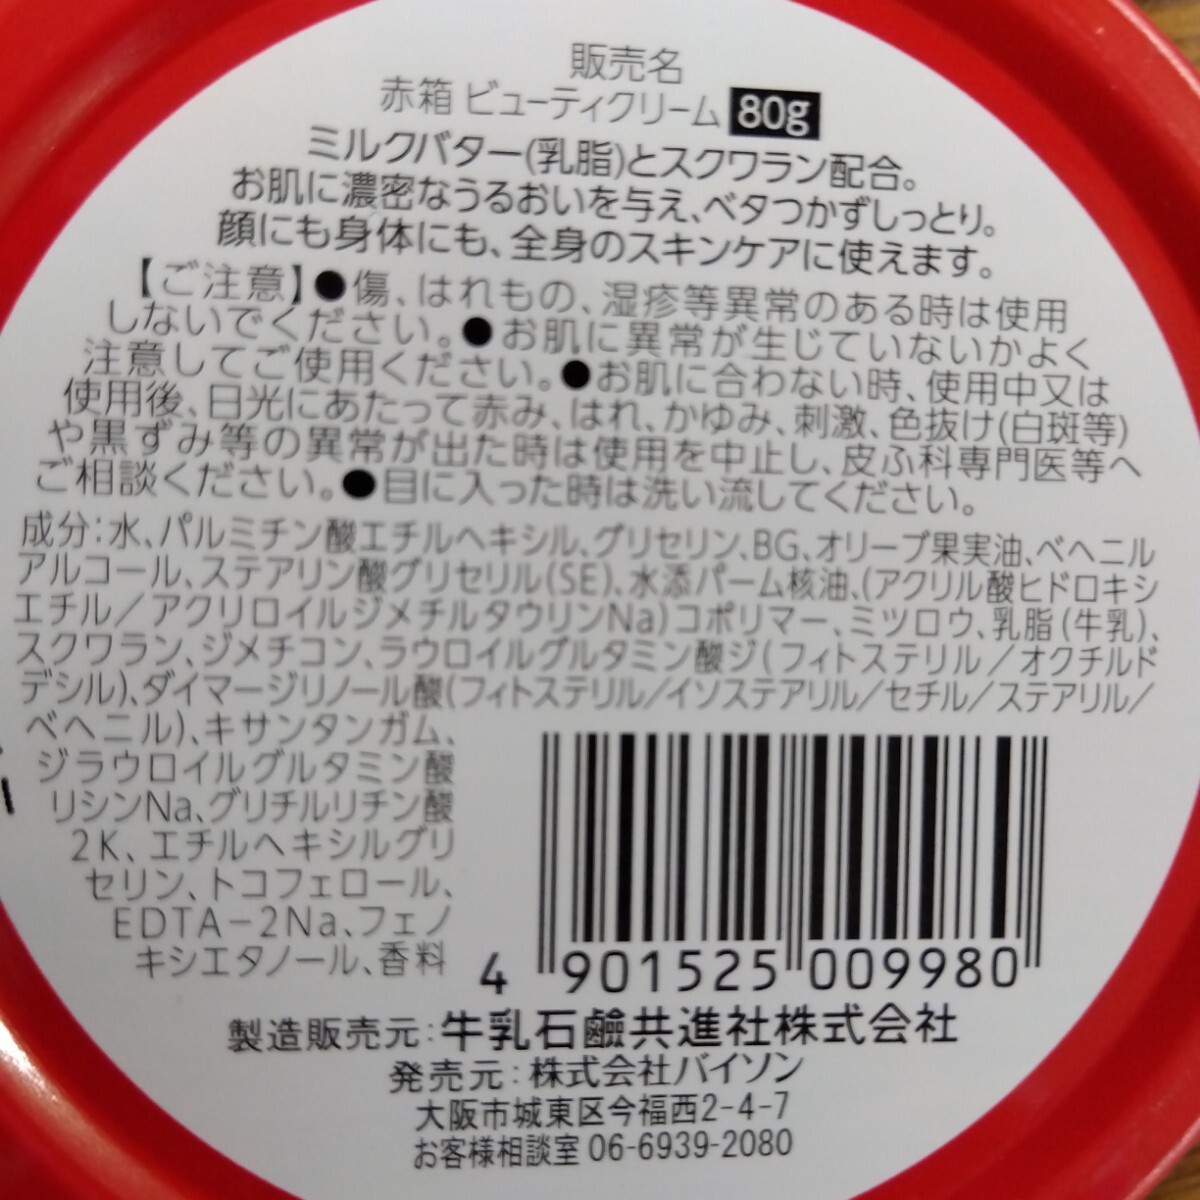 販売名
赤箱 ビューティクリーム 80g
ミルクバター(乳脂)とスクワラン配合。
お肌に濃密なうるおいを与え、ベタつかずしっとり。
顔にも身体にも、全身のスキンケアに使えます。
【ご注意】●傷、はれもの、湿疹等異常のある時は使用
しないでください。●お肌に異常が生じていないかよく
注意してご使用ください。●お肌に合わない時、使用中又は
使用後、日光にあたって赤み、はれ、かゆみ、刺激、色抜け(白斑等)
や黒ずみ等の異常が出た時は使用を中止し、皮ふ科専門医等へ
ご相談ください。●目に入った時は洗い流してください。
成分:水、パルミチン酸エチルヘキシル、グリセリン、BG、オリーブ果実油、ベヘニル
アルコール、ステアリン酸グリセリル(SE)、水添パーム核油、(アクリル酸ヒドロキシ
エチル/アクリロイルジメチルタウリンNa)コポリマー、ミツロウ、乳脂(牛乳)、
スクワラン、ジメチコン、ラウロイルグルタミン酸ジ(フィトステリル/オクチルド
デシル)、ダイマージリノール酸(フィトステリル/イソステアリル/セチル/ステアリル/
ベヘニル)、キサンタンガム、
ジラウロイルグルタミン酸
リシンNa、グリチルリチン酸
2K、エチルヘキシルグリ
セリン、トコフェロール、
EDTA-2Na、フェノ
キシエタノール、香料
4 901525 009980
製造販売元:牛乳石鹼共進社株式会社
発売元:株式会社バイソン
大阪市城東区今福西2-4-7
お客様相談室 06-6939-2080